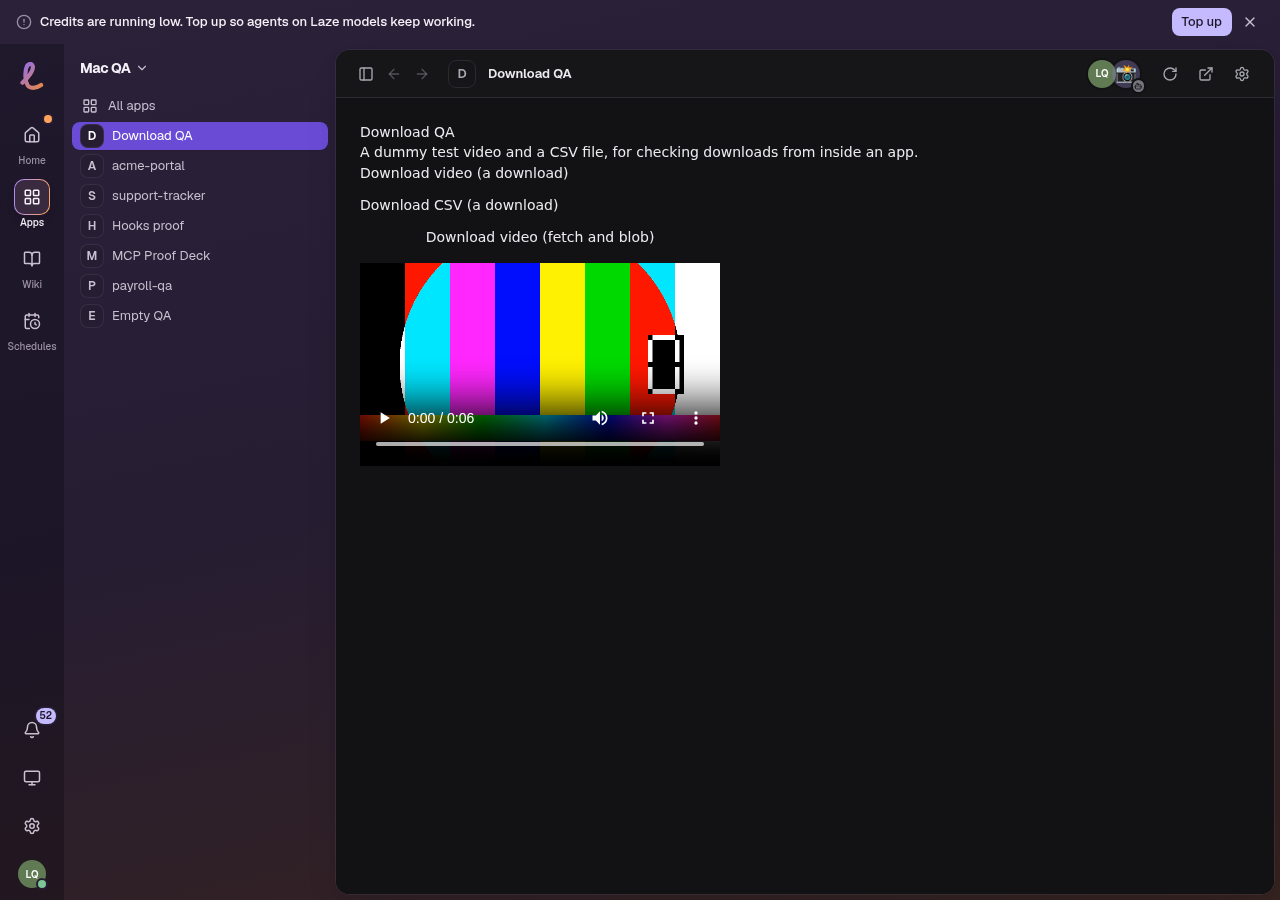 Credits are running low. Top up so agents on Laze models keep working.
Top up
Mac QA
All apps
D Download QA
A acme-portal
S support-tracker
H Hooks proof
M MCP Proof Deck
P payroll-qa
E Empty QA
Home
Apps
Wiki
Schedules
52
LQ
D Download QA
LQ
Download QA
A dummy test video and a CSV file, for checking downloads from inside an app.
Download video (a download)
Download CSV (a download)
Download video (fetch and blob)
0:00 / 0:06